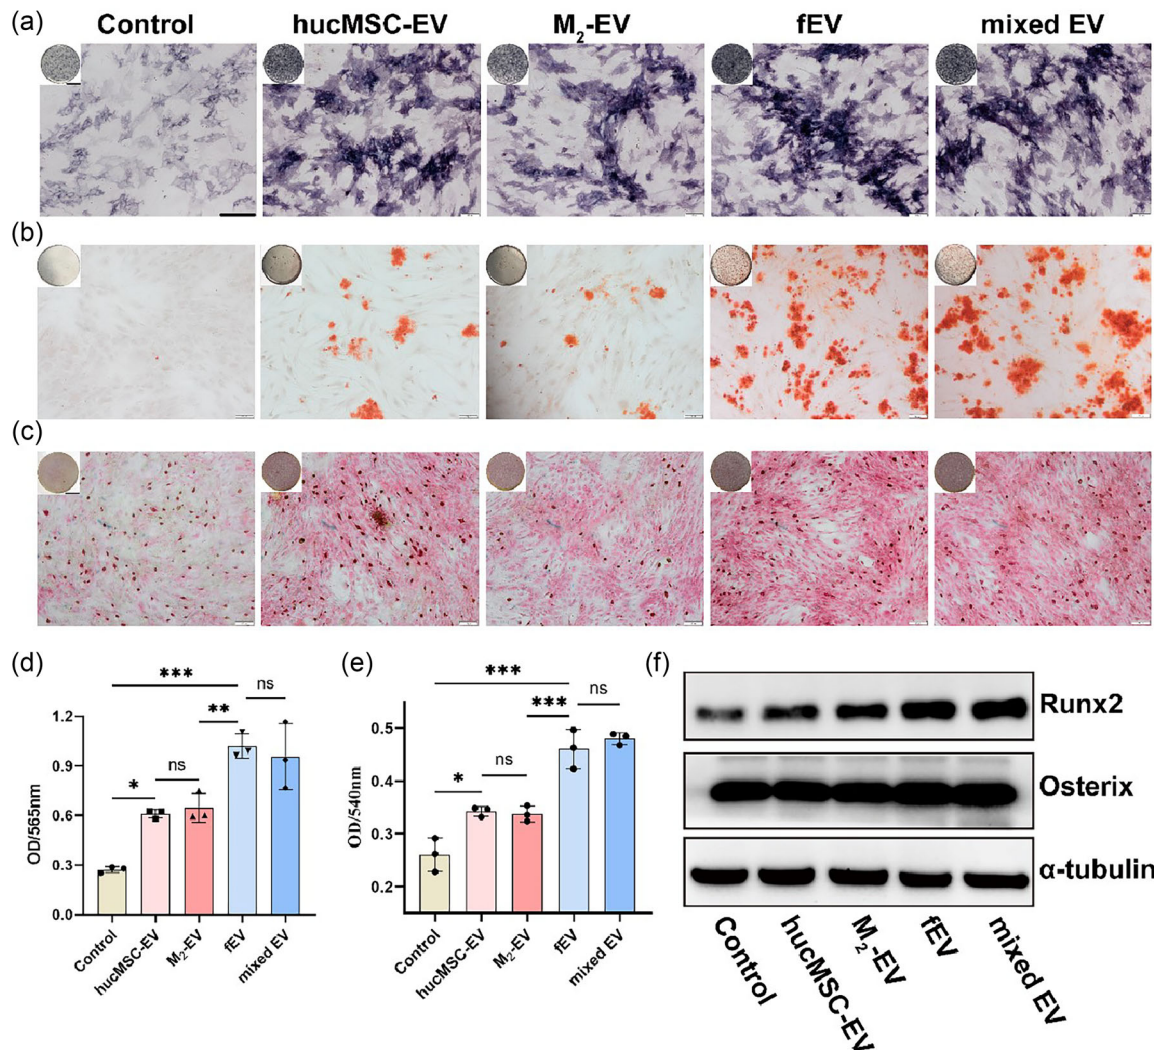 (a) Control hucMSC-EV M₂-EV fEV mixed EV
(b)
(c)
(d)
***
ns
**
ns
*
OD/565nm
1.2
0.9
0.6
0.3
0.0
Control
hucMSC-EV
M₂-EV
fEV
mixed EV
(e)
***
ns
***
ns
*
OD/540nm
0.5
0.4
0.3
0.2
Control
hucMSC-EV
M₂-EV
fEV
mixed EV
(f)
Runx2
Osterix
α-tubulin
Control
hucMSC-EV
M₂-EV
fEV
mixed EV